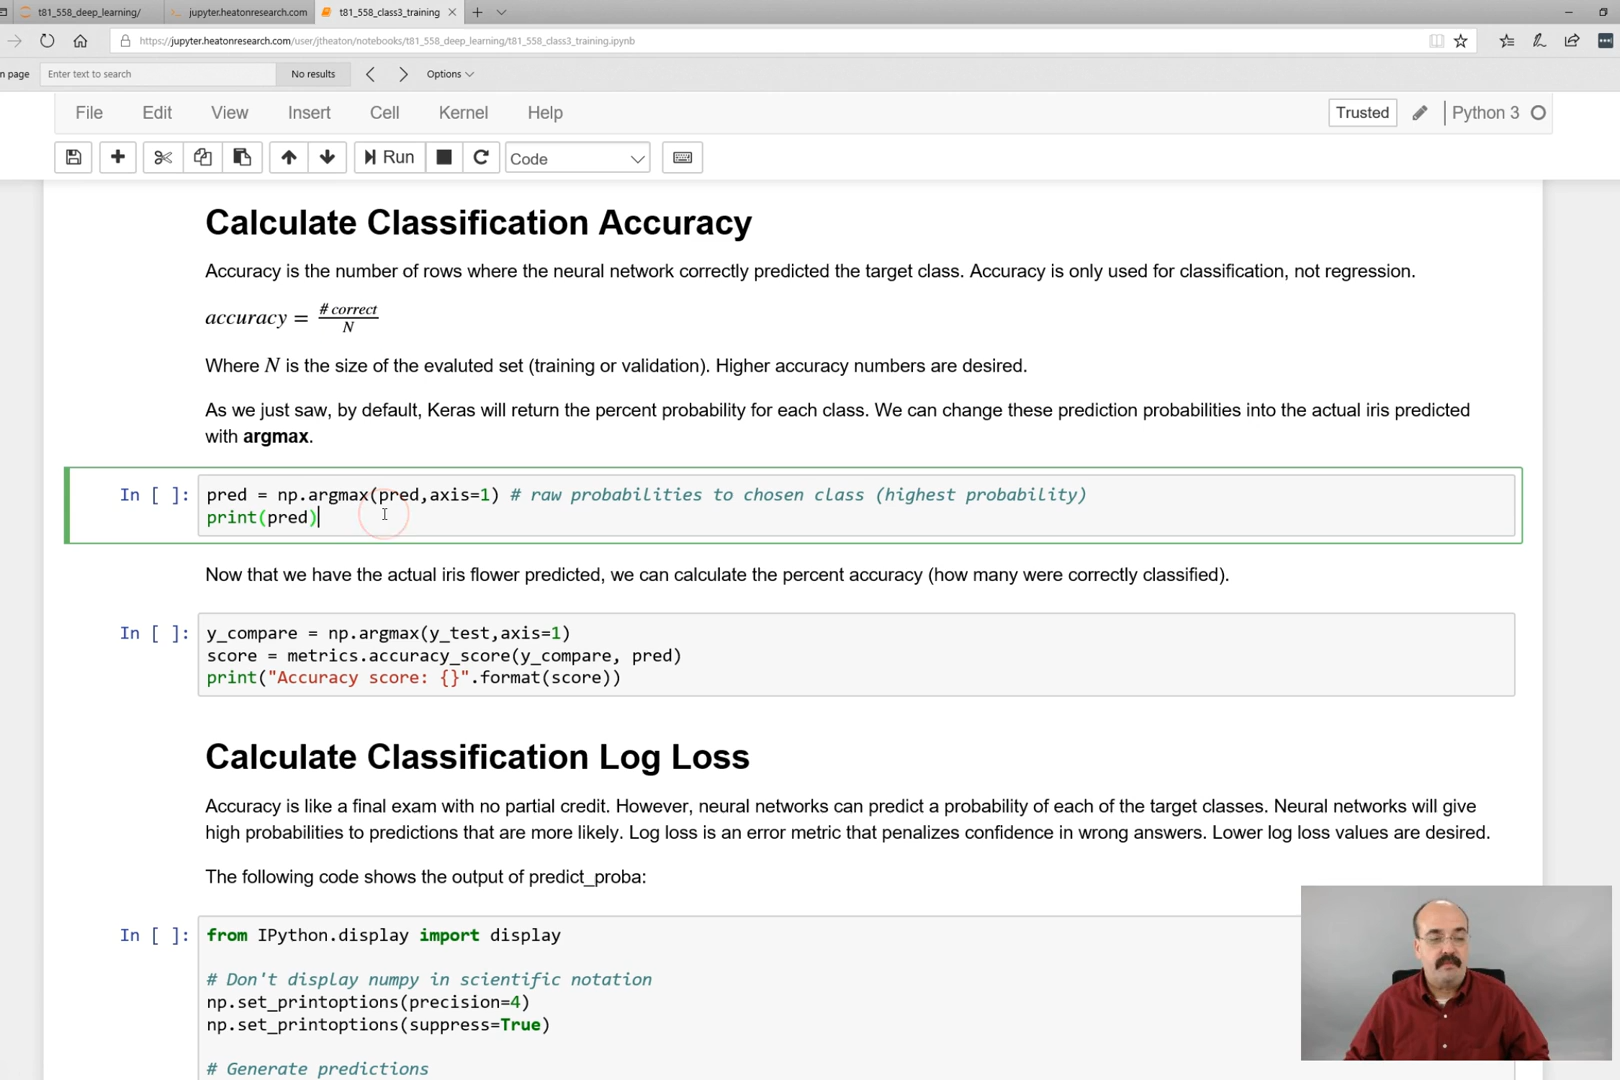 t81_558_deep_learning/ jupyter.heatonresearch.com t81_558_class3_training
https://jupyter.heatonresearch.com/user/jtheaton/notebooks/t81_558_deep_learning/t81_558_class3_training.ipynb
n page Enter text to search No results Options
File Edit View Insert Cell Kernel Help Trusted Python 3
Run Code
Calculate Classification Accuracy
Accuracy is the number of rows where the neural network correctly predicted the target class. Accuracy is only used for classification, not regression.
accuracy = # correct / N
Where N is the size of the evaluted set (training or validation). Higher accuracy numbers are desired.
As we just saw, by default, Keras will return the percent probability for each class. We can change these prediction probabilities into the actual iris predicted
with argmax.
In [ ]: pred = np.argmax(pred,axis=1) # raw probabilities to chosen class (highest probability)
print(pred)
Now that we have the actual iris flower predicted, we can calculate the percent accuracy (how many were correctly classified).
In [ ]: y_compare = np.argmax(y_test,axis=1)
score = metrics.accuracy_score(y_compare, pred)
print("Accuracy score: {}".format(score))
Calculate Classification Log Loss
Accuracy is like a final exam with no partial credit. However, neural networks can predict a probability of each of the target classes. Neural networks will give
high probabilities to predictions that are more likely. Log loss is an error metric that penalizes confidence in wrong answers. Lower log loss values are desired.
The following code shows the output of predict_proba:
In [ ]: from IPython.display import display
# Don't display numpy in scientific notation
np.set_printoptions(precision=4)
np.set_printoptions(suppress=True)
# Generate predictions